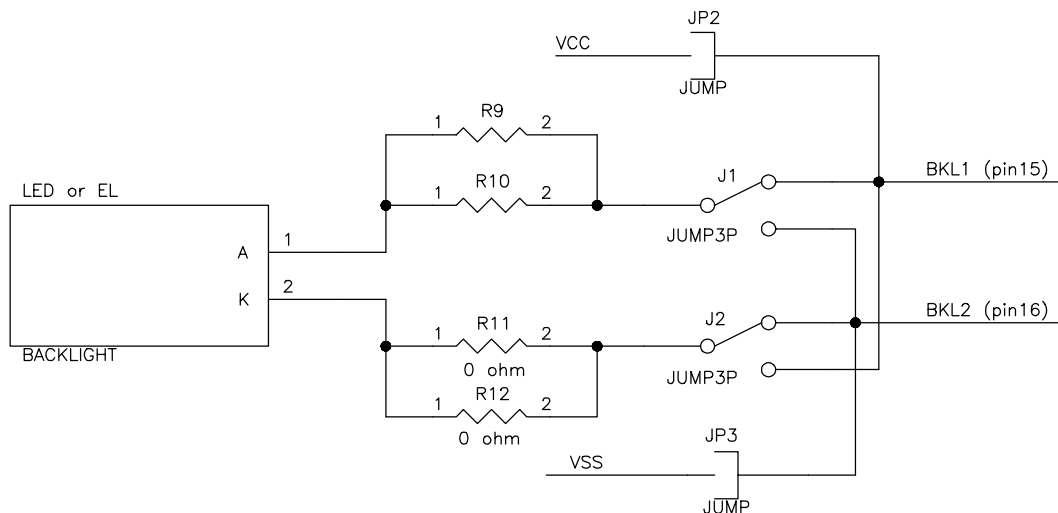 JP2
VCC
JUMP
R9
1 2
R10
1 2
J1
BKL1 (pin15)
LED or EL
JUMP3P
A 1
K 2
BKL2 (pin16)
R11
1 2
J2
BACKLIGHT
0 ohm
JUMP3P
R12
1 2
0 ohm
JP3
VSS
JUMP